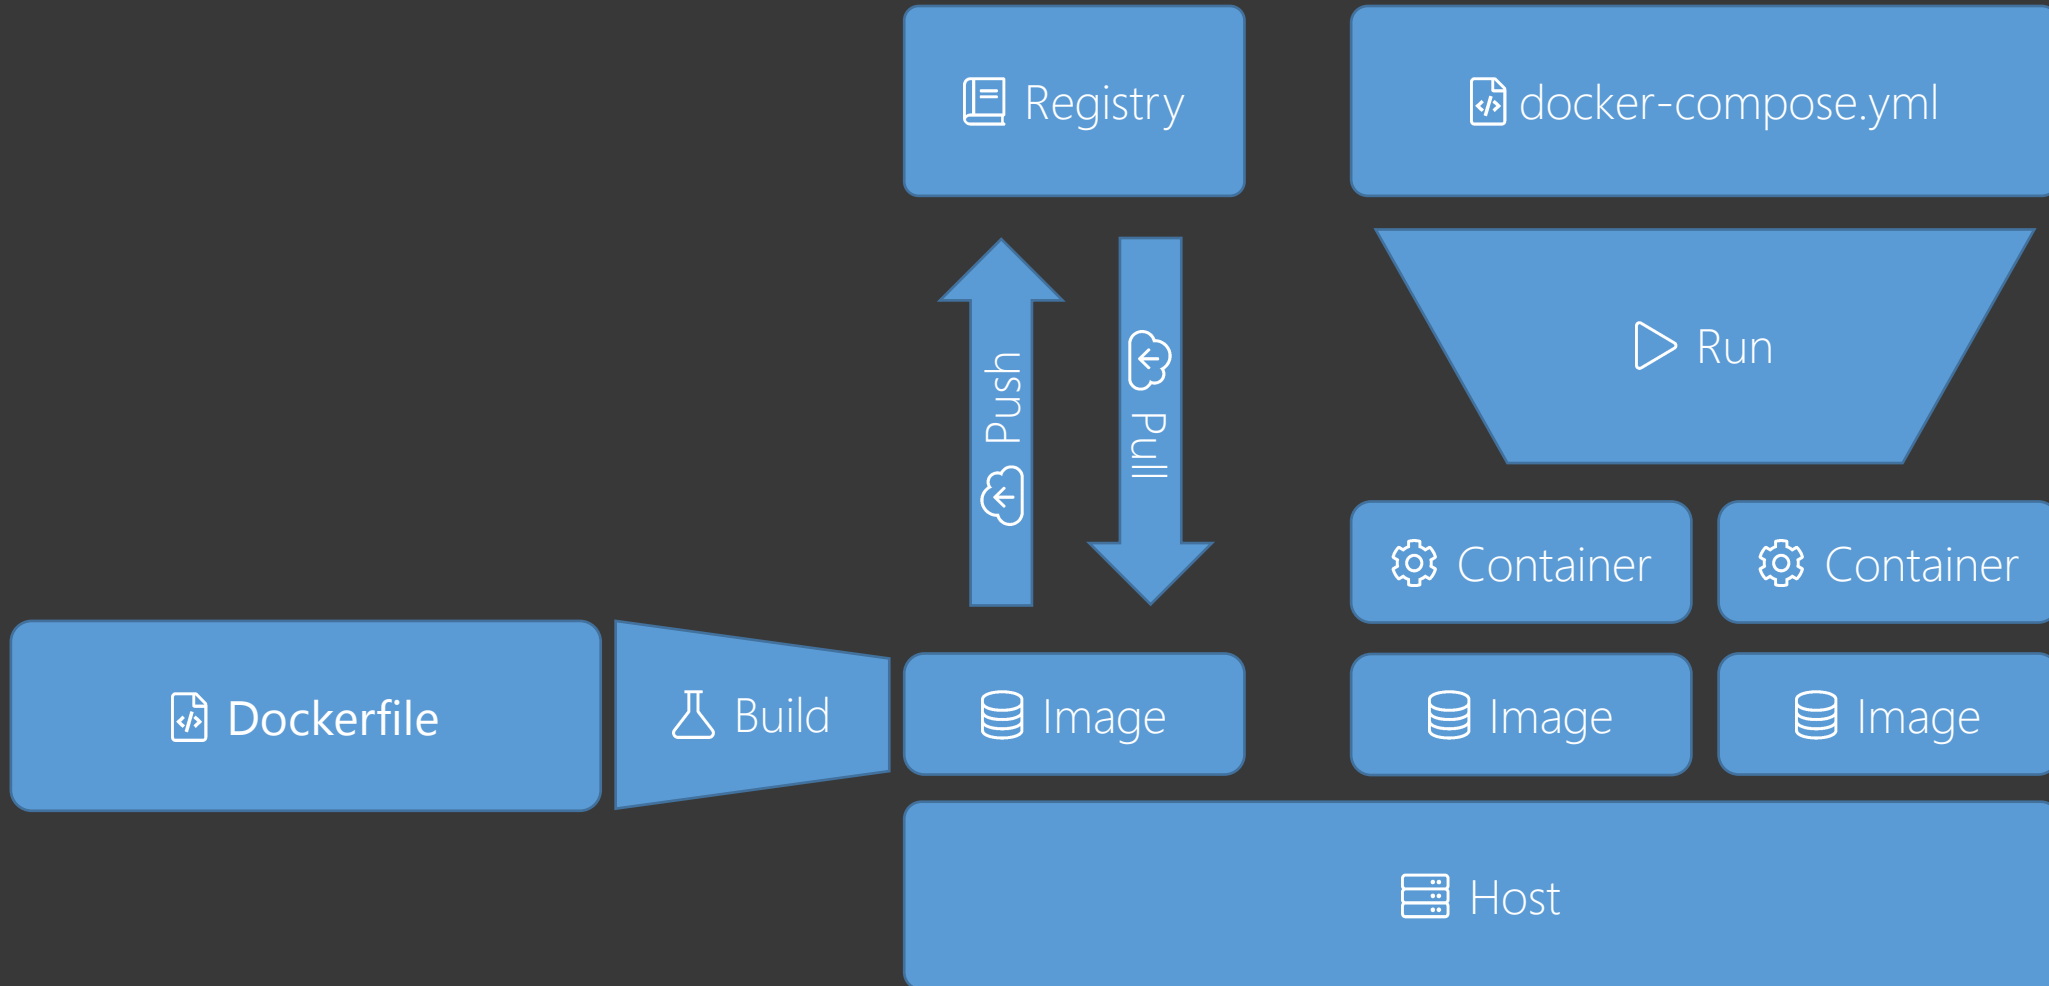 Registry
docker-compose.yml
Push
Pull
Run
Container
Container
Dockerfile
Build
Image
Image
Image
Host